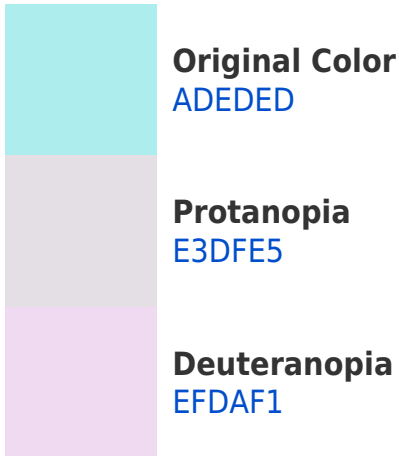 Original Color
ADEDED
Protanopia
E3DFE5
Deuteranopia
EFDAF1